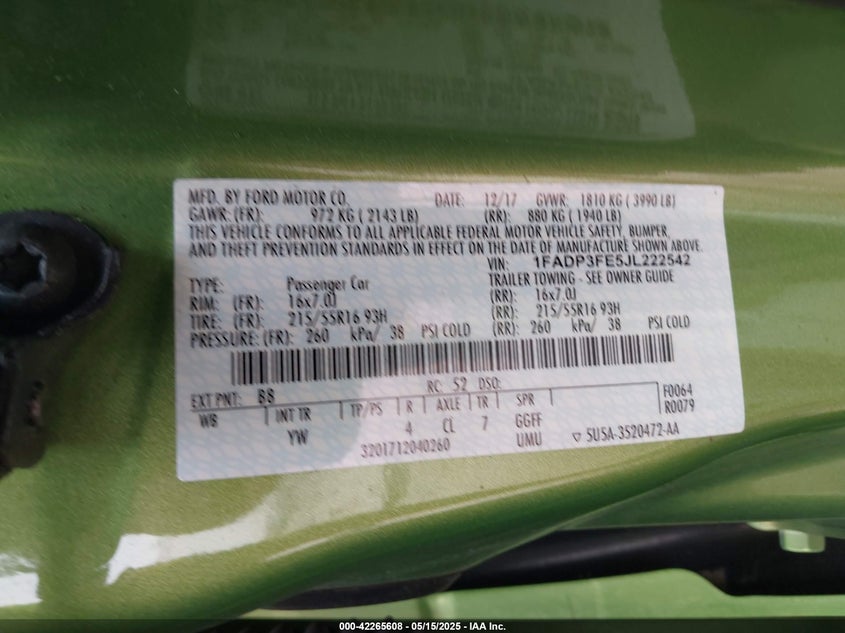 MFD. BY FORD MOTOR CO. DATE: 12/17 GVWR: 1810 KG ( 3990 LB)
GAWR: (FR): 972 KG ( 2143 LB) (RR): 880 KG ( 1940 LB)
THIS VEHICLE CONFORMS TO ALL APPLICABLE FEDERAL MOTOR VEHICLE SAFETY, BUMPER,
AND THEFT PREVENTION STANDARDS IN EFFECT ON THE DATE OF MANUFACTURE SHOWN ABOVE.
VIN: 1FADP3FE5JL222542
TYPE: Passenger Car TRAILER TOWING - SEE OWNER GUIDE
RIM: (FR): 16x7.0J (RR): 16x7.0J
TIRE: (FR): 215/55R16 93H (RR): 215/55R16 93H
PRESSURE: (FR): 260 kPa/ 38 PSI COLD (RR): 260 kPa/ 38 PSI COLD
EXT PNT: B8 RC: 52 DSO: F0064
WB INT TR TP/PS R AXLE TR SPR R0079
YW 4 CL 7 GGFF
3201712040260 UMU ▽ 5U5A-3520472-AA
000-42265608 - 05/15/2025 - IAA Inc.